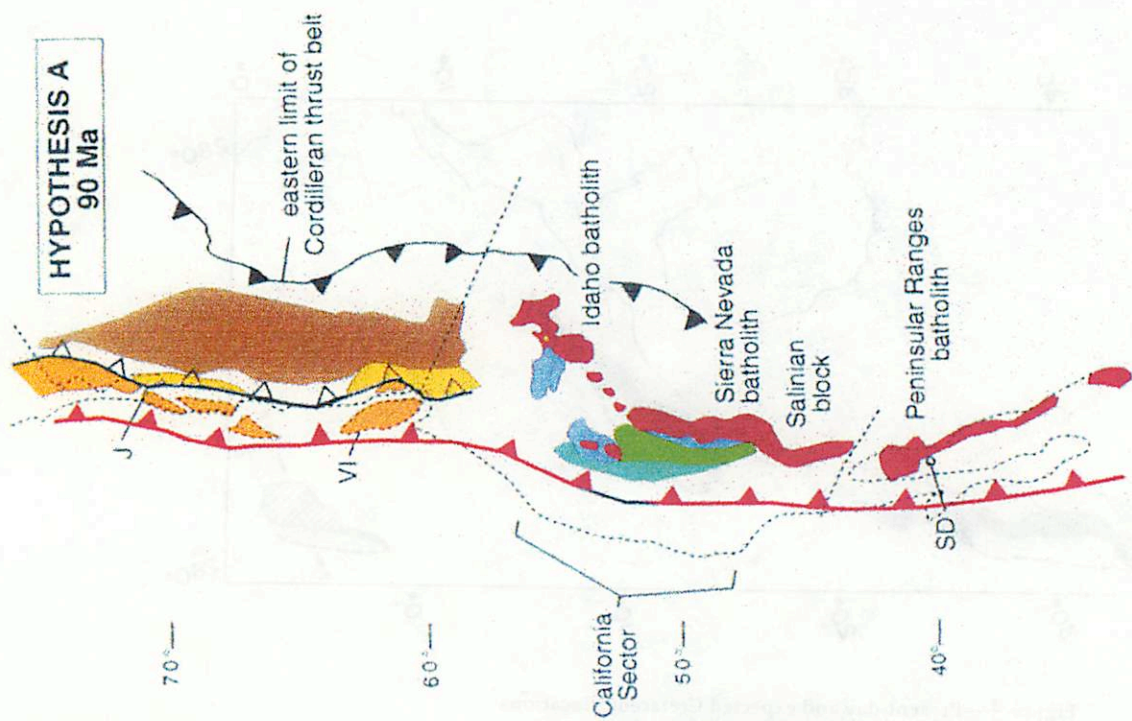 HYPOTHESIS A
90 Ma
eastern limit of
Cordilleran thrust belt
J
VI
Idaho batholith
Sierra Nevada
batholith
Salinian
block
Peninsular Ranges
batholith
SD
California
Sector
70°
60°
50°
40°